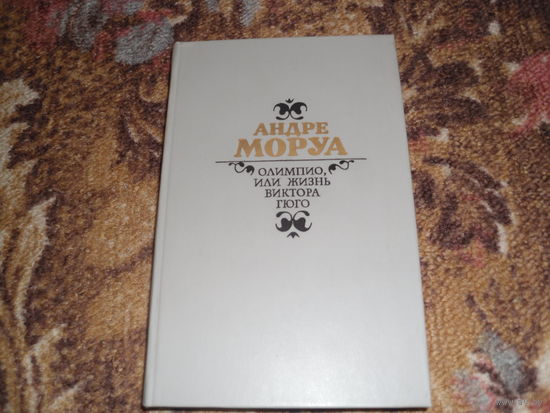 АНДРЕ
МОРУА
ОЛИМПИО,
ИЛИ ЖИЗНЬ
ВИКТОРА
ГЮГО